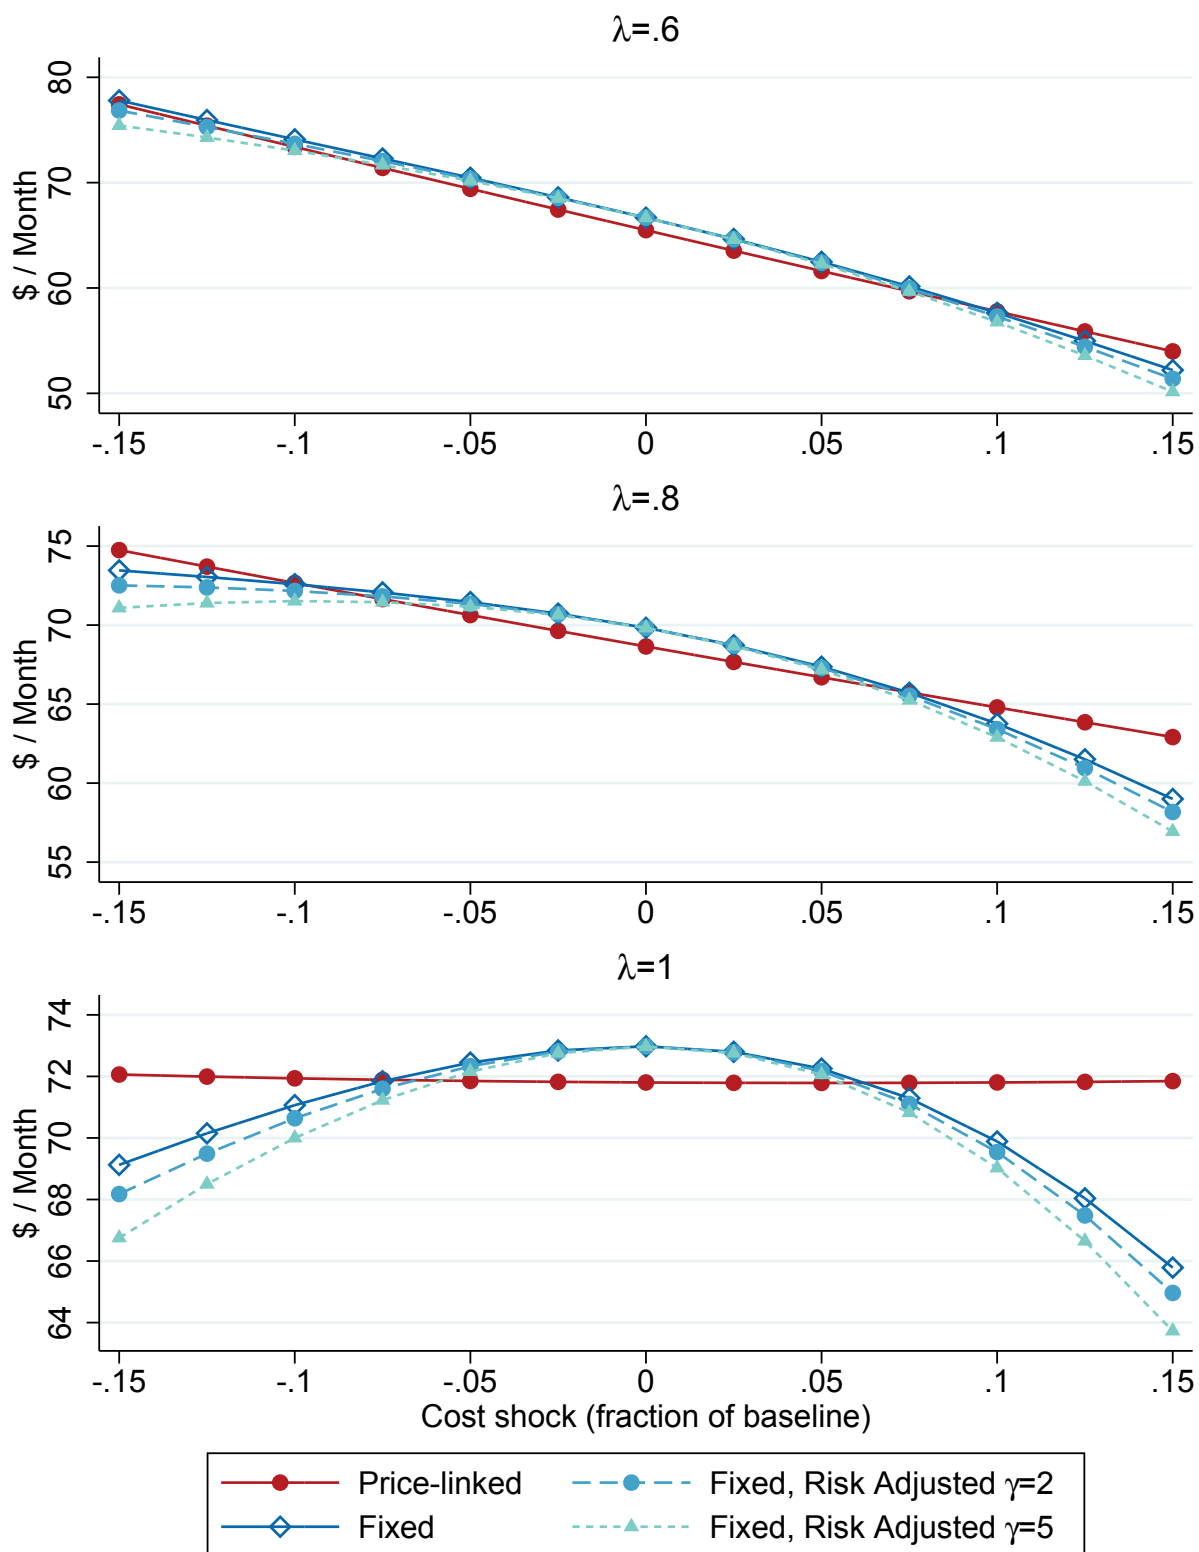 λ=.6
80
70
60
50
$ / Month
-.15 -.1 -.05 0 .05 .1 .15
λ=.8
75
70
65
60
55
$ / Month
-.15 -.1 -.05 0 .05 .1 .15
λ=1
74
72
70
68
66
64
$ / Month
-.15 -.1 -.05 0 .05 .1 .15
Cost shock (fraction of baseline)
Price-linked Fixed, Risk Adjusted γ=2
Fixed Fixed, Risk Adjusted γ=5